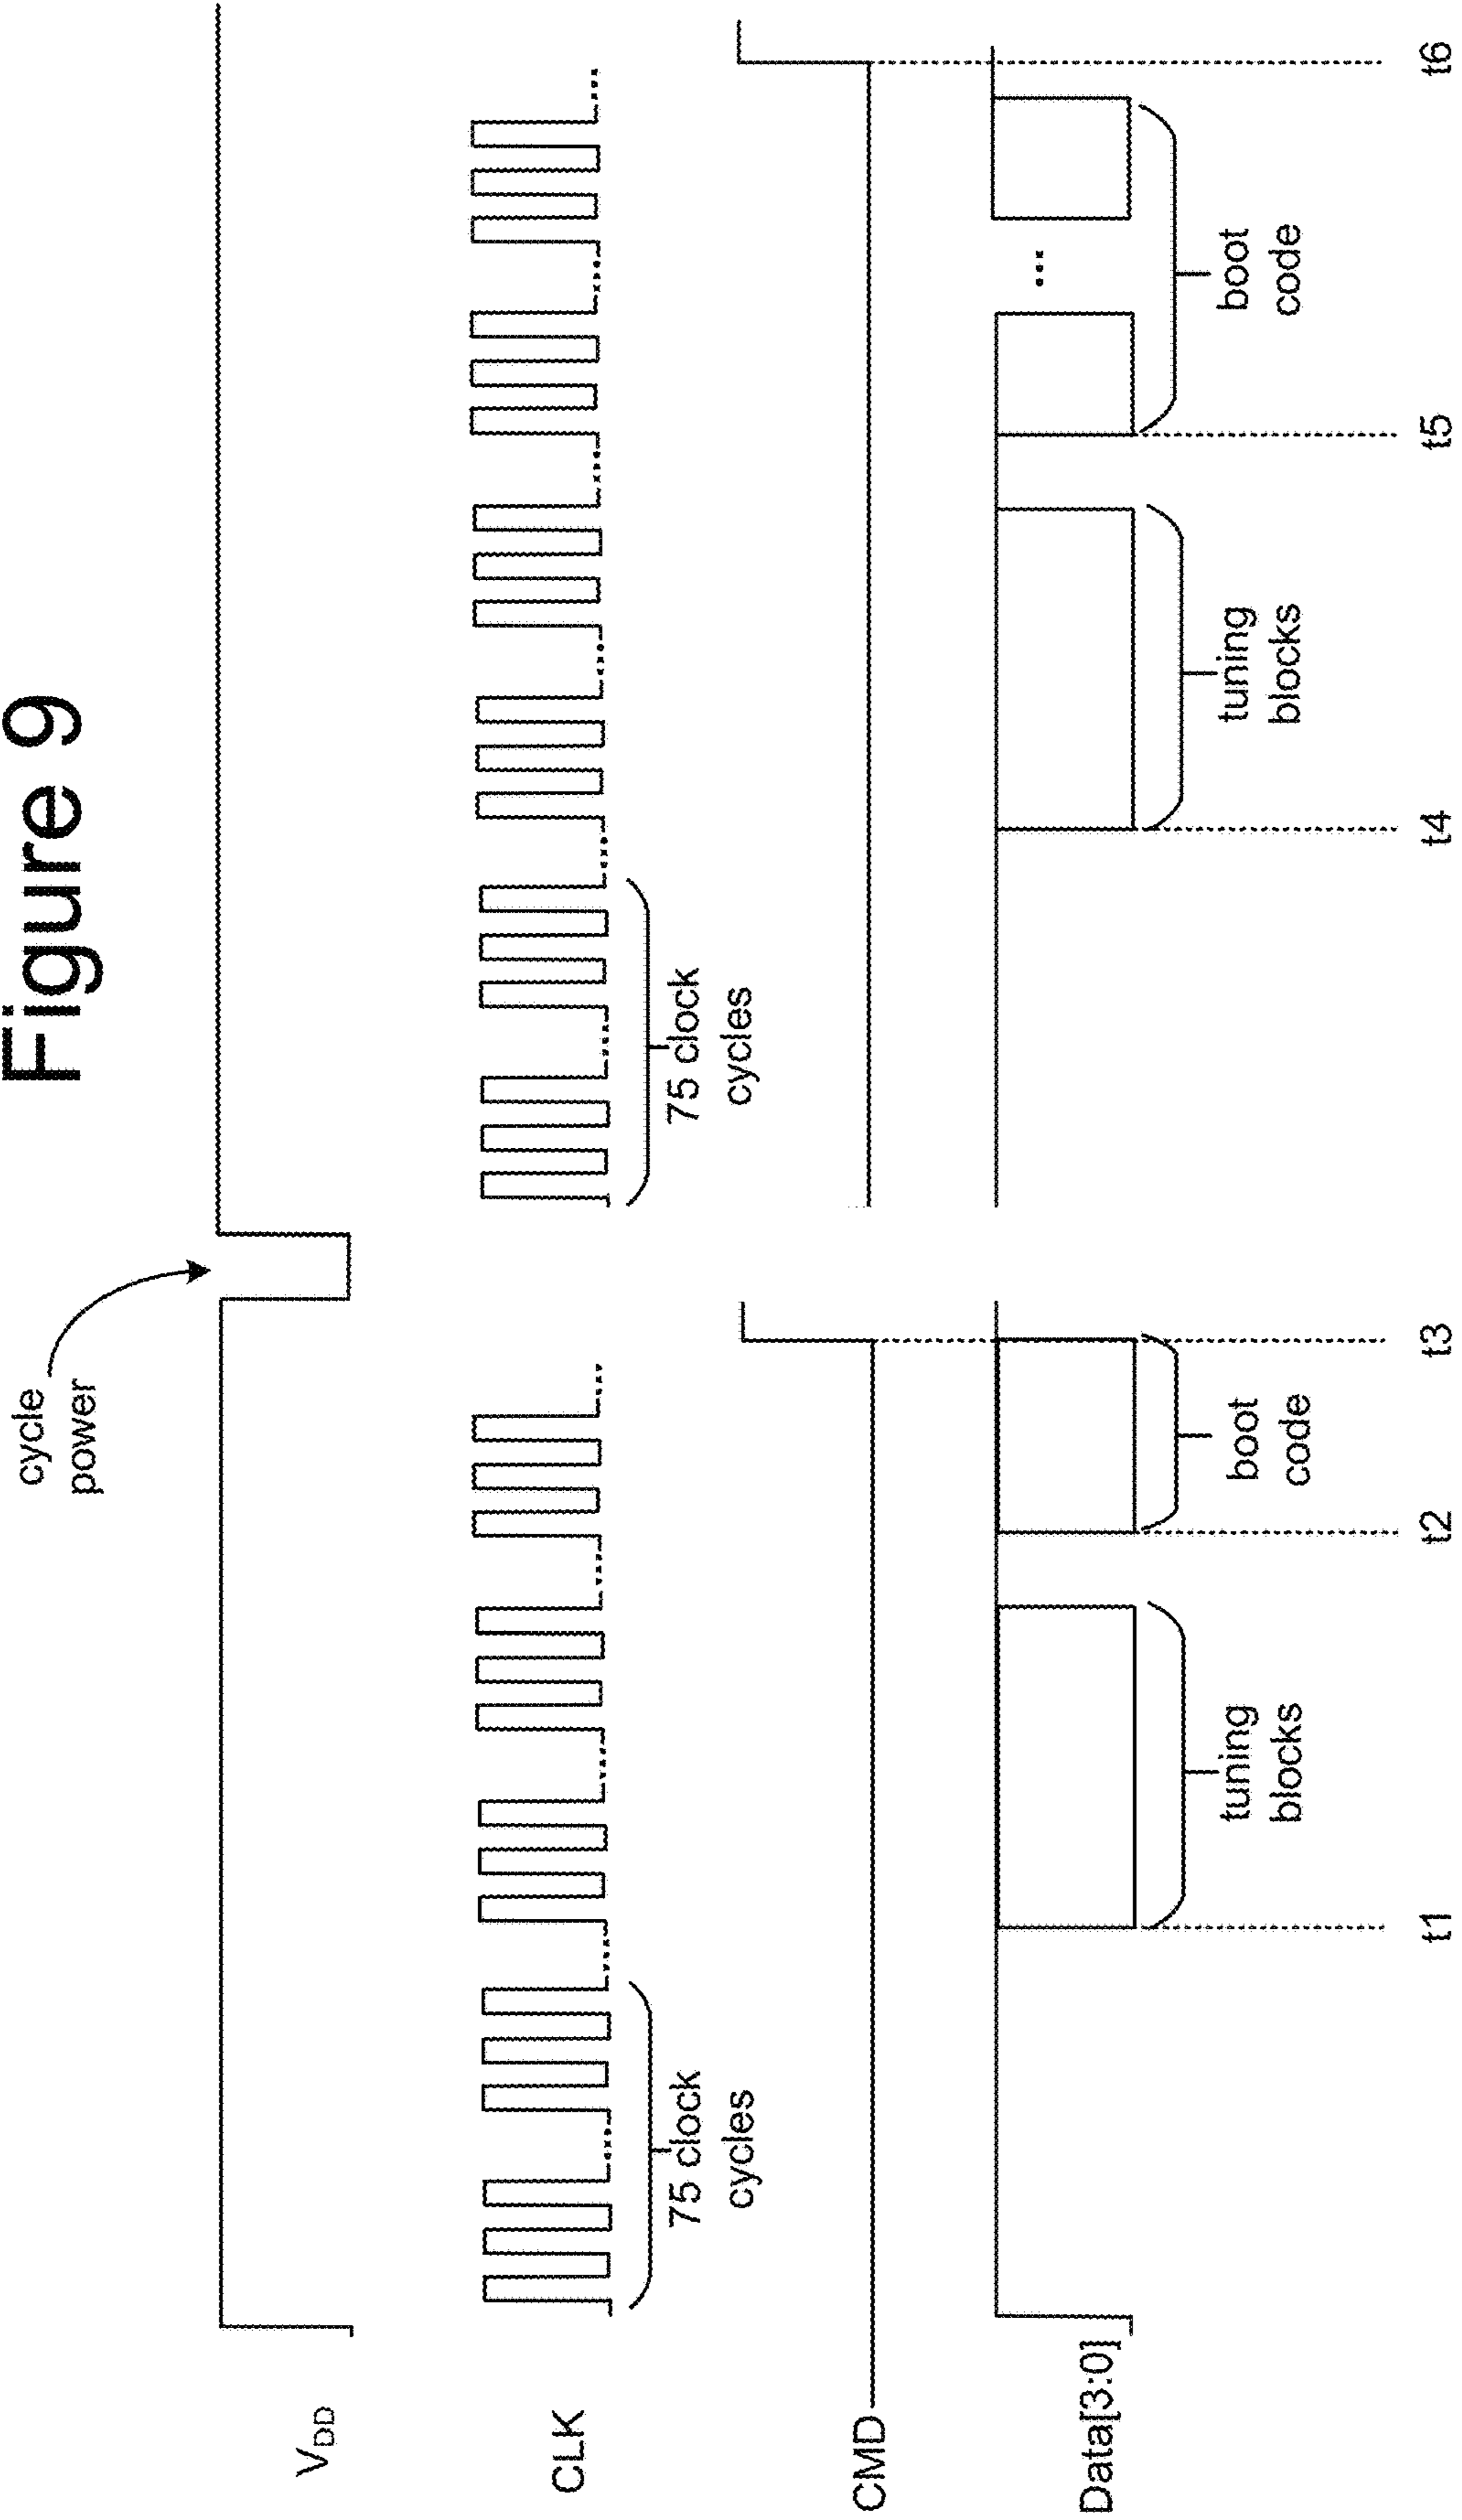 Figure 9
cycle
power
V_DD
CLK
75 clock
cycles
75 clock
cycles
CMD
Data[3:0]
tuning
blocks
boot
code
tuning
blocks
boot
code
t1
t2
t3
t4
t5
t6